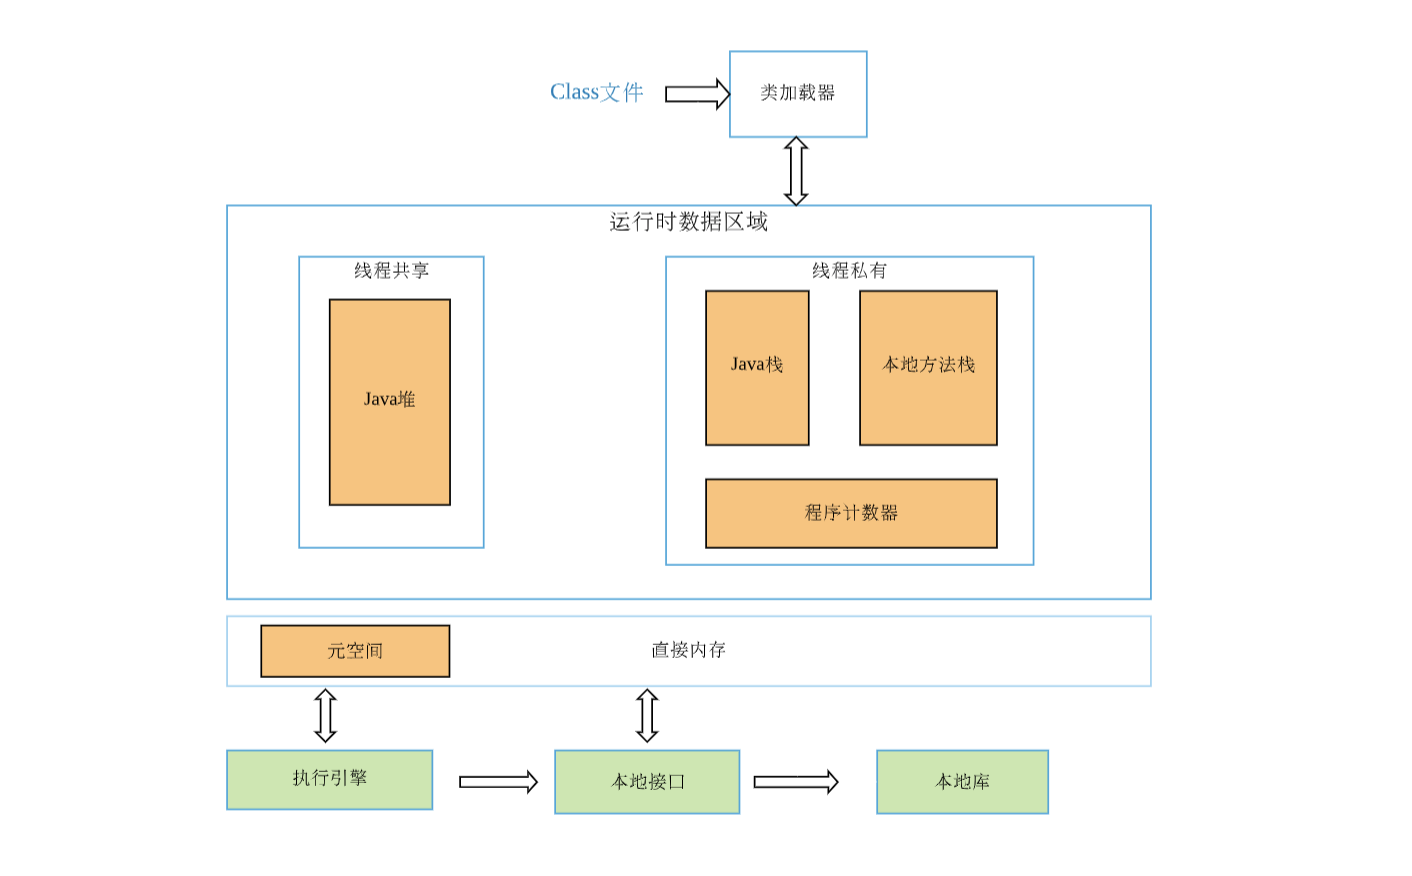 Class文件
类加载器
运行时数据区域
线程共享
Java堆
线程私有
Java栈
本地方法栈
程序计数器
元空间
直接内存
执行引擎
本地接口
本地库